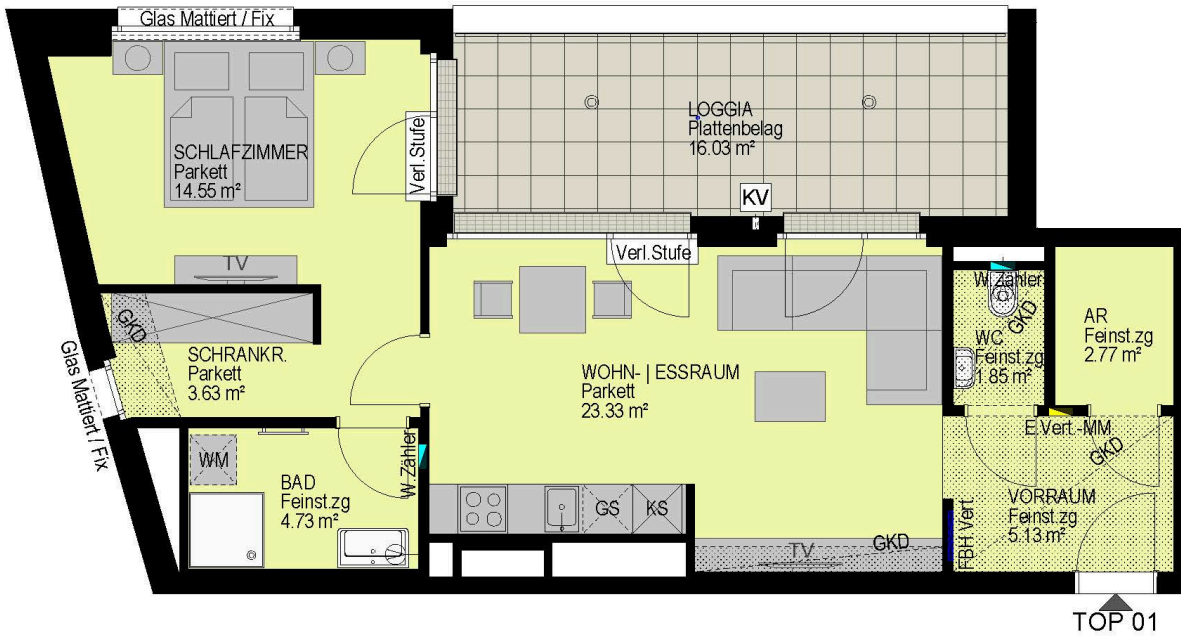 Glas Mattiert / Fix
SCHLAFZIMMER
Parkett
14.55 m²
Verl.Stufe
LOGGIA
Plattenbelag
16.03 m²
KV
Verl.Stufe
TV
GKD
SCHRANKR.
Parkett
3.63 m²
Glas Mattiert / Fix
WOHN- | ESSRAUM
Parkett
23.33 m²
W.Zähler
GKD
WC
Feinst.zg
1.85 m²
AR
Feinst.zg
2.77 m²
E.Vert.-MM
GKD
WM
BAD
Feinst.zg
4.73 m²
W.Zähler
GS
KS
TV
GKD
FBH Vert.
VORRAUM
Feinst.zg
5.13 m²
TOP 01